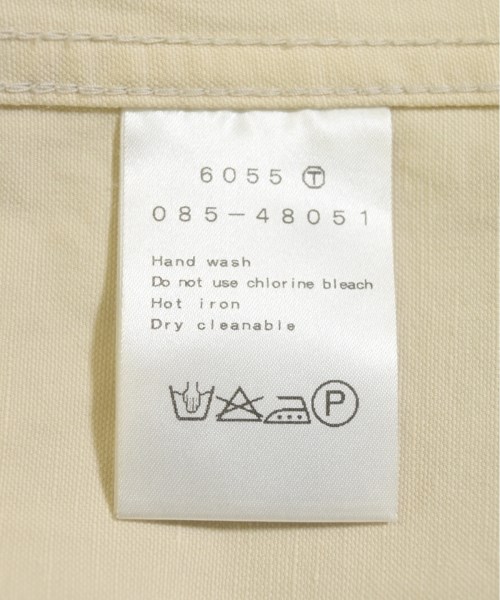 6055 Ⓣ
085-48051
Hand wash
Do not use chlorine bleach
Hot iron
Dry cleanable
P